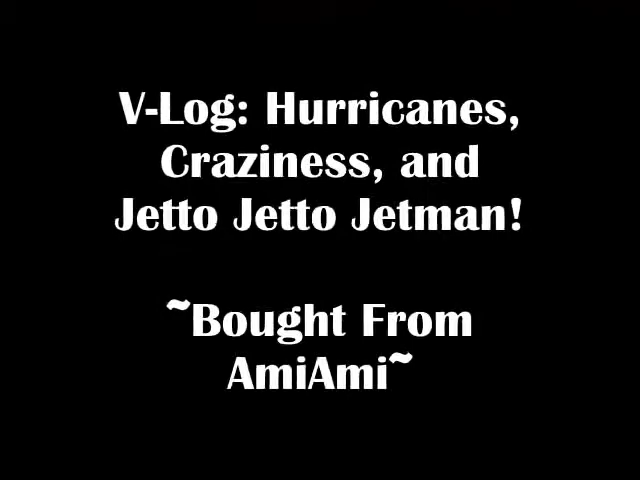 V-Log: Hurricanes,
Craziness, and
Jetto Jetto Jetman!
~Bought From
AmiAmi~